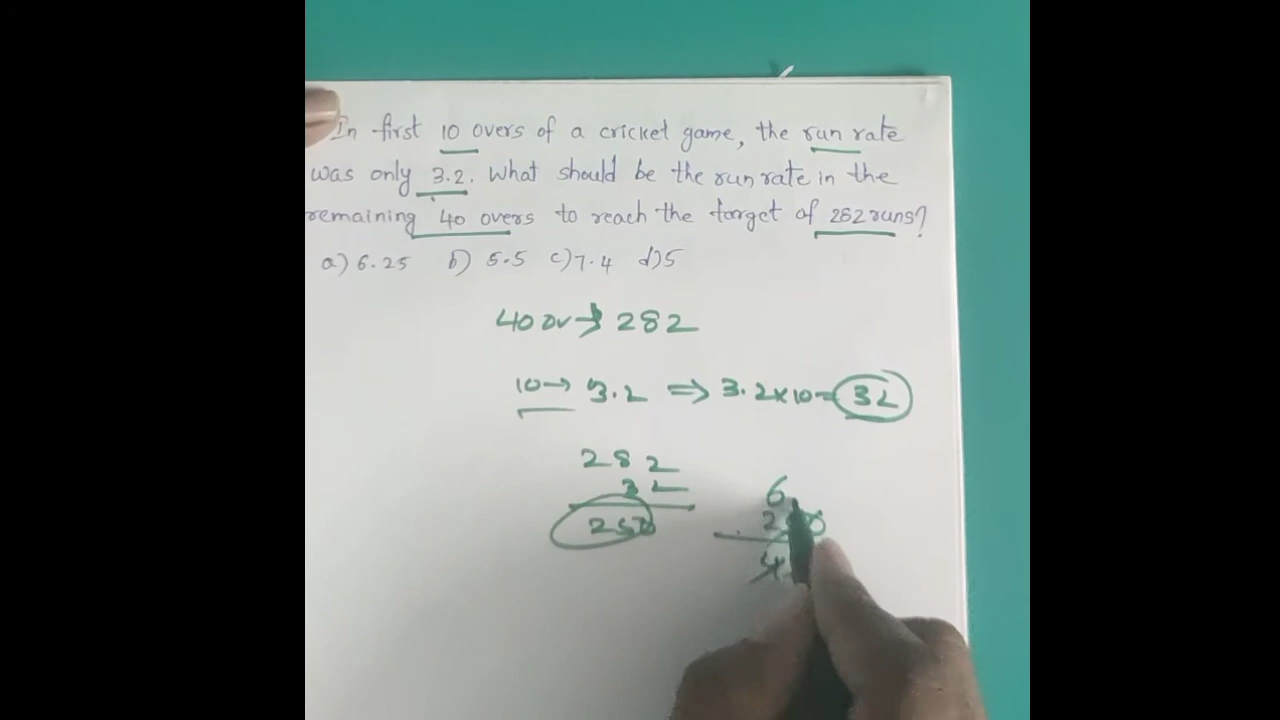 In first 10 overs of a cricket game, the run rate
was only 3.2. What should be the run rate in the
remaining 40 overs to reach the target of 282 runs?
a) 6.25 b) 5.5 c) 7.4 d) 5
40 ov → 282
10 → 3.2 ⇒ 3.2×10=32
282
32
250
6
2
4